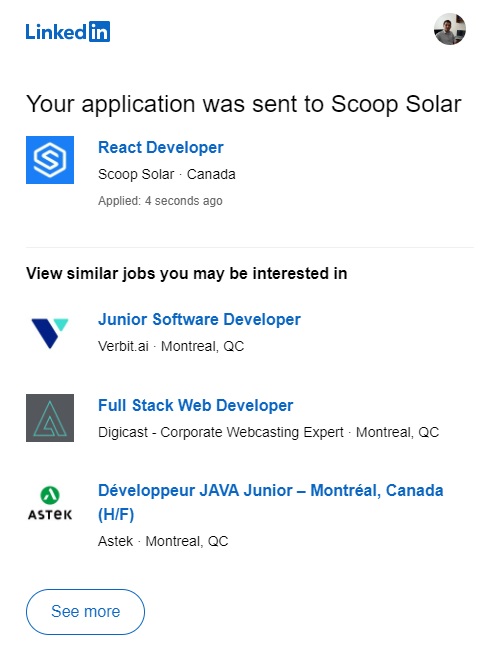 LinkedIn
Your application was sent to Scoop Solar
React Developer
Scoop Solar · Canada
Applied: 4 seconds ago
View similar jobs you may be interested in
Junior Software Developer
Verbit.ai · Montreal, QC
Full Stack Web Developer
Digicast - Corporate Webcasting Expert · Montreal, QC
Développeur JAVA Junior – Montréal, Canada
(H/F)
ASTEK
Astek · Montreal, QC
See more